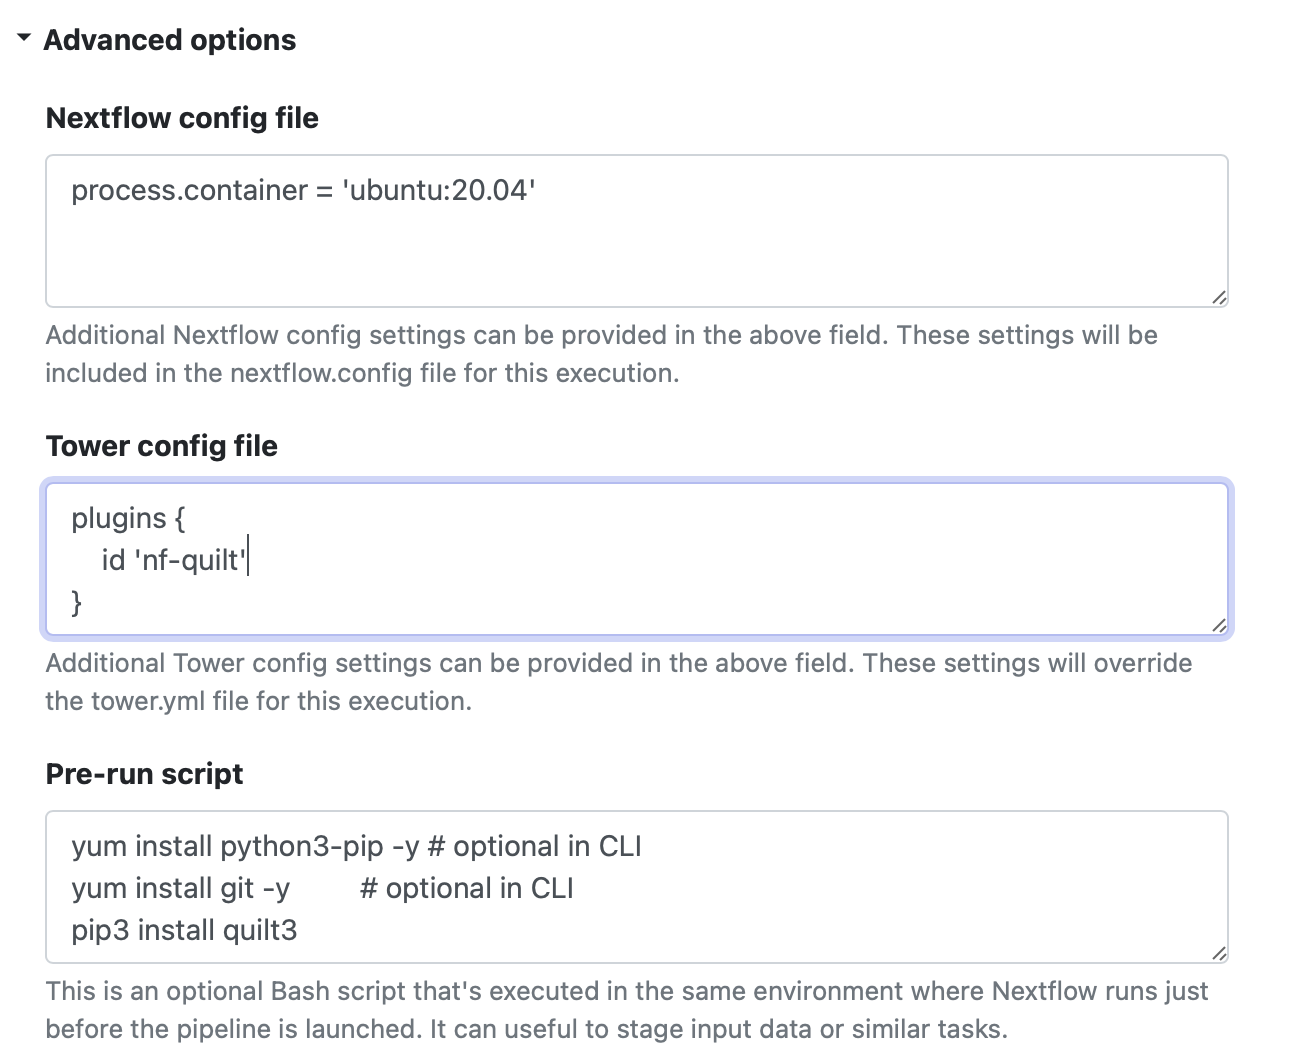 Advanced options
Nextflow config file
process.container = 'ubuntu:20.04'
Additional Nextflow config settings can be provided in the above field. These settings will be
included in the nextflow.config file for this execution.
Tower config file
plugins {
    id 'nf-quilt'
}
Additional Tower config settings can be provided in the above field. These settings will override
the tower.yml file for this execution.
Pre-run script
yum install python3-pip -y # optional in CLI
yum install git -y         # optional in CLI
pip3 install quilt3
This is an optional Bash script that's executed in the same environment where Nextflow runs just
before the pipeline is launched. It can useful to stage input data or similar tasks.